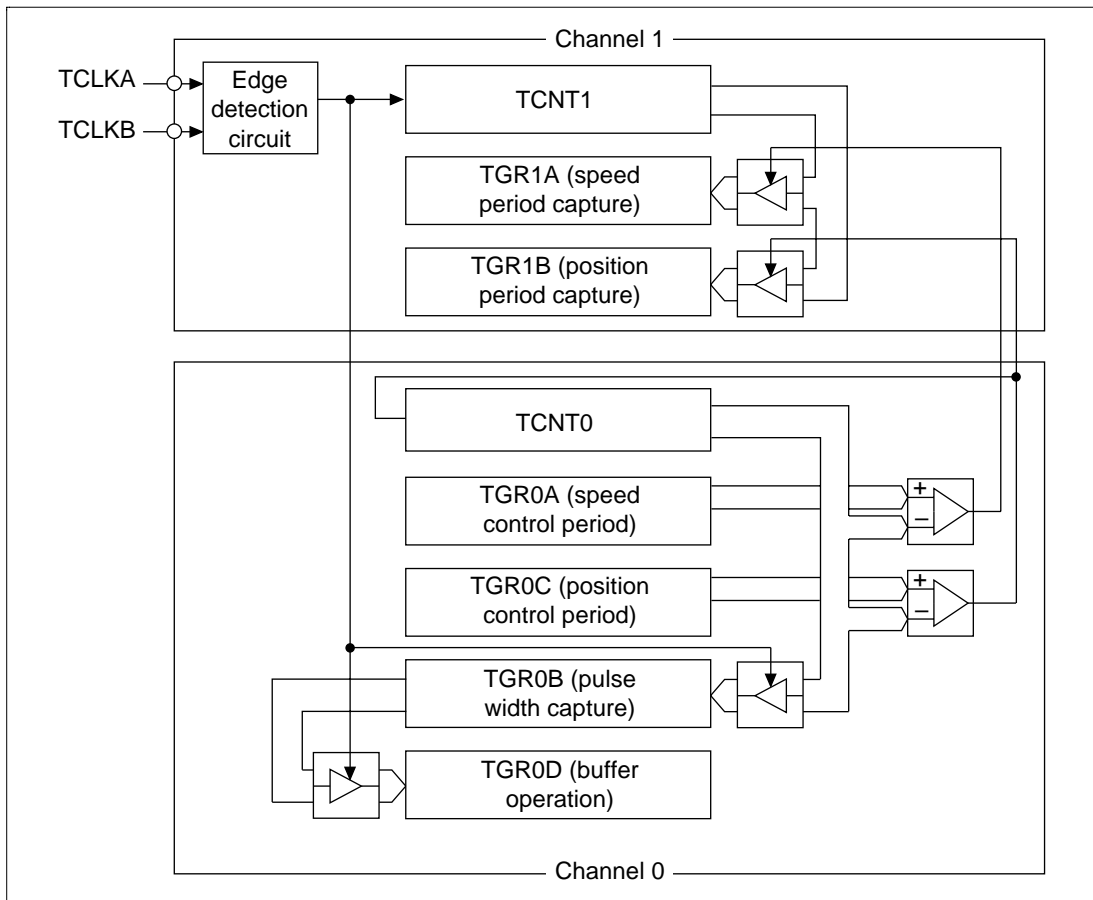 Channel 1
TCLKA
TCLKB
Edge
detection
circuit
TCNT1
TGR1A (speed
period capture)
TGR1B (position
period capture)
TCNT0
TGR0A (speed
control period)
+
−
TGR0C (position
control period)
+
−
TGR0B (pulse
width capture)
TGR0D (buffer
operation)
Channel 0